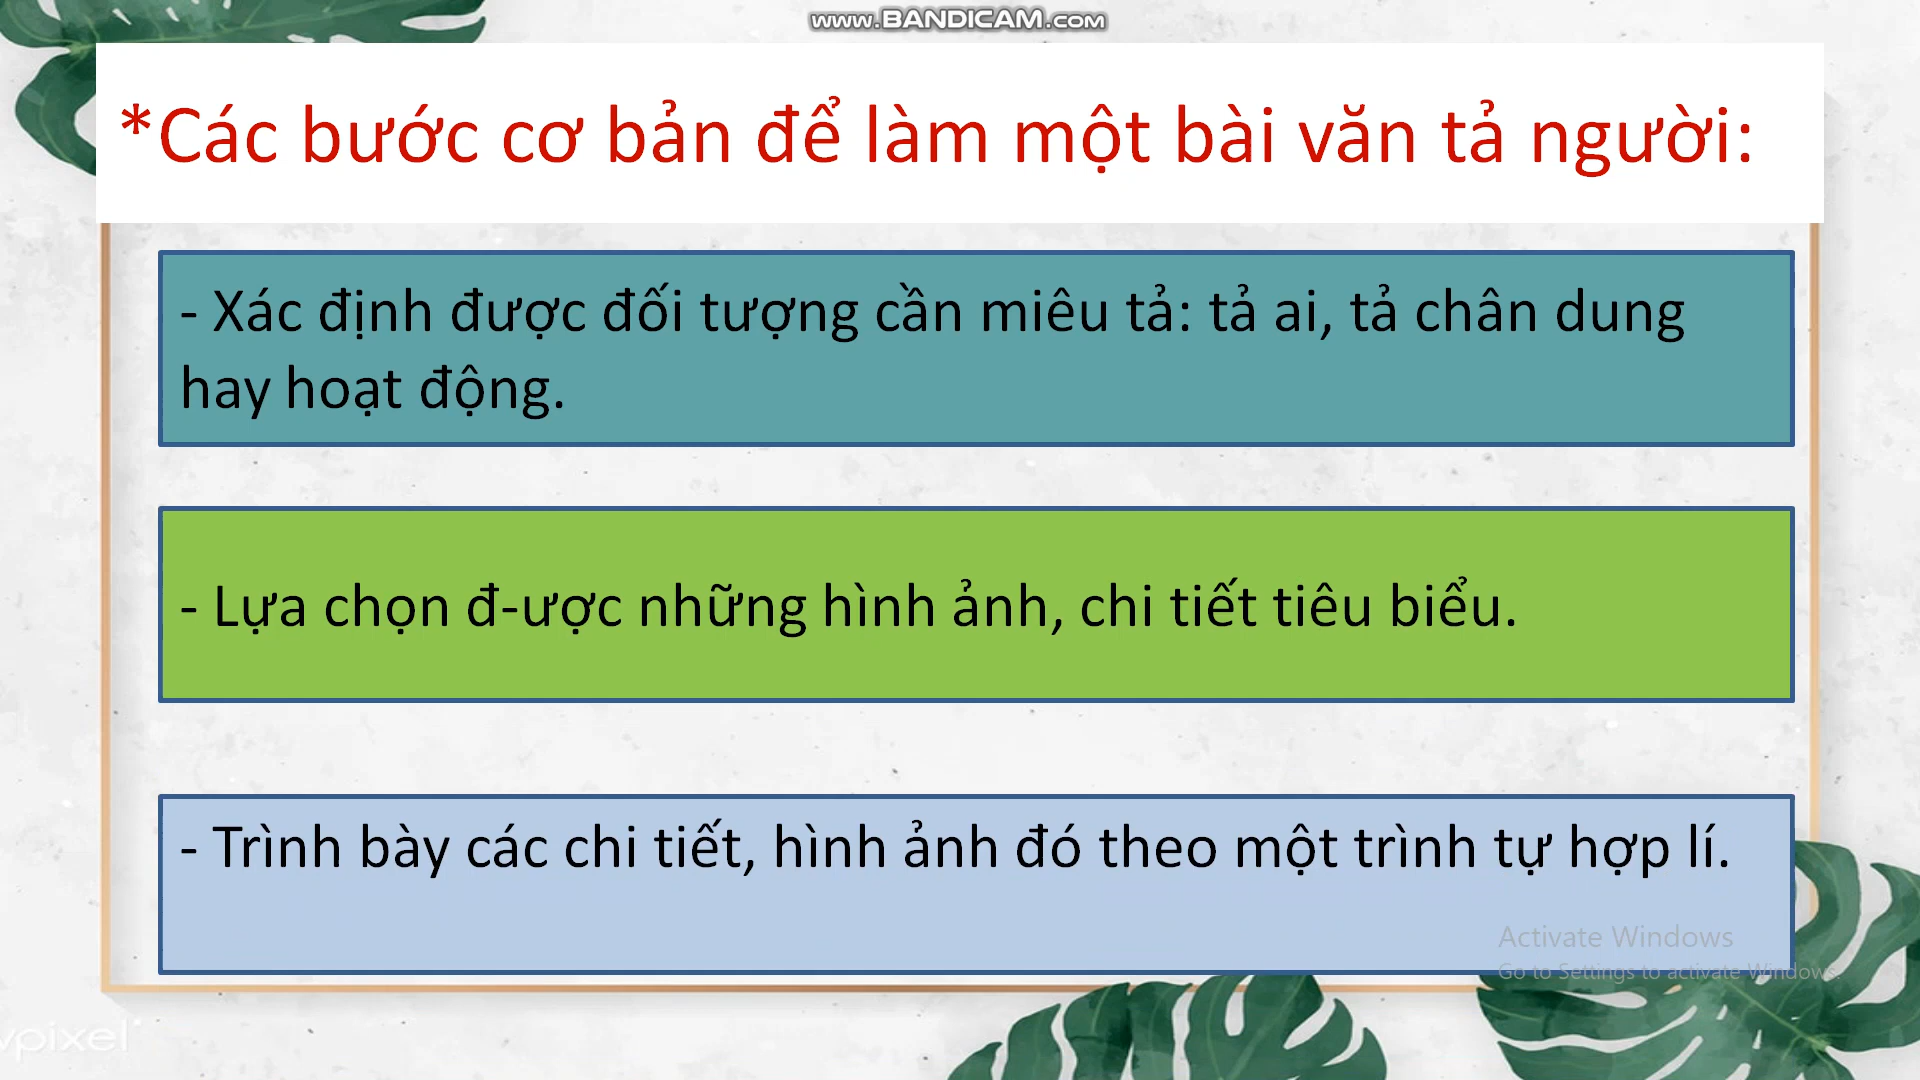 www.BANDICAM.com
*Các bước cơ bản để làm một bài văn tả người:
- Xác định được đối tượng cần miêu tả: tả ai, tả chân dung
hay hoạt động.
- Lựa chọn đ-ược những hình ảnh, chi tiết tiêu biểu.
- Trình bày các chi tiết, hình ảnh đó theo một trình tự hợp lí.
Activate Windows
Go to Settings to activate Windows.